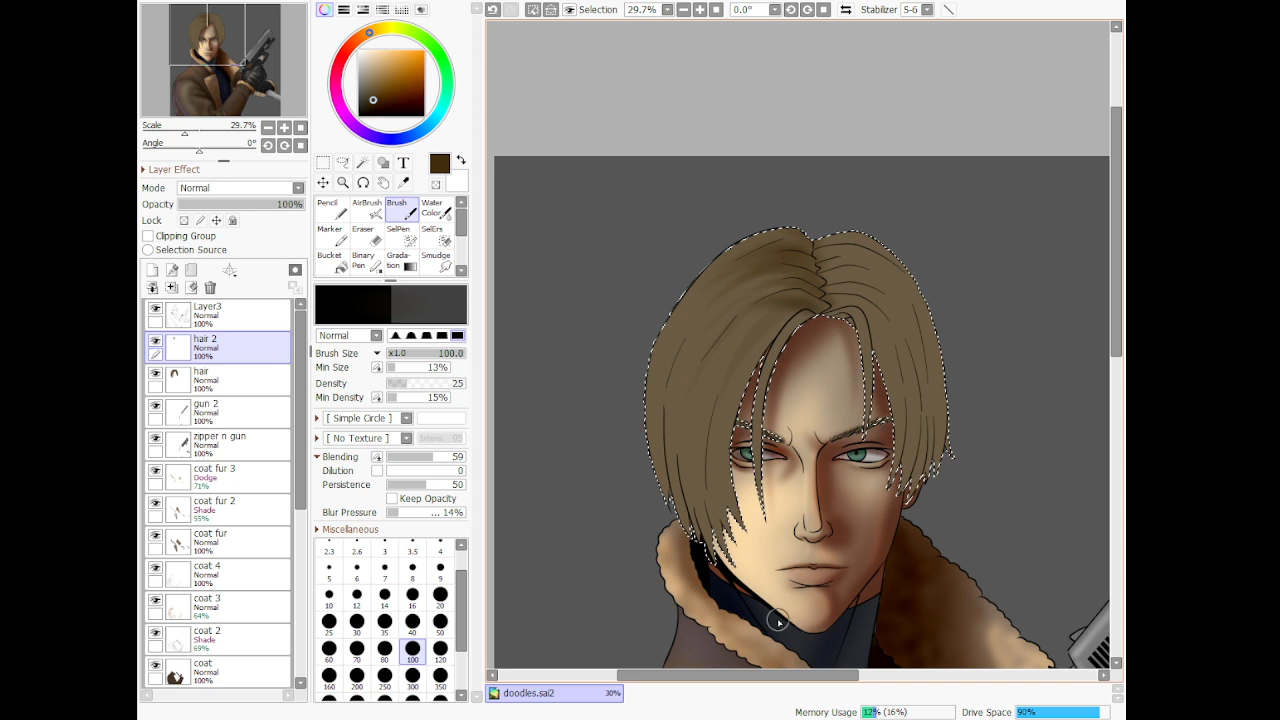 Selection 29.7% 0.0° Stabilizer S-6
Scale 29.7%
Angle 0°
Layer Effect
Mode Normal
Opacity 100%
Lock
Clipping Group
Selection Source
Layer3
Normal
100%
hair 2
Normal
100%
hair
Normal
100%
gun 2
Normal
100%
zipper n gun
Normal
100%
coat fur 3
Dodge
71%
coat fur 2
Shade
55%
coat fur
Normal
100%
coat 4
Normal
100%
coat 3
Normal
64%
coat 2
Shade
69%
coat
Normal
100%
T
Pencil AirBrush Brush Water Color
Marker Eraser SelPen SelErs
Bucket Binary Pen Grada-tion Smudge
Normal
Brush Size x1.0 100.0
Min Size 13%
Density 25
Min Density 15%
[ Simple Circle ]
[ No Texture ] 95
Blending 59
Dilution 0
Persistence 50
Keep Opacity
Blur Pressure ... 14%
Miscellaneous
2.3 2.6 3 3.5 4
5 6 7 8 9
10 12 14 16 20
25 30 35 40 50
60 70 80 100 120
160 200 250 300 350
doodles.sai2 30%
Memory Usage 12% (16%) Drive Space 90%